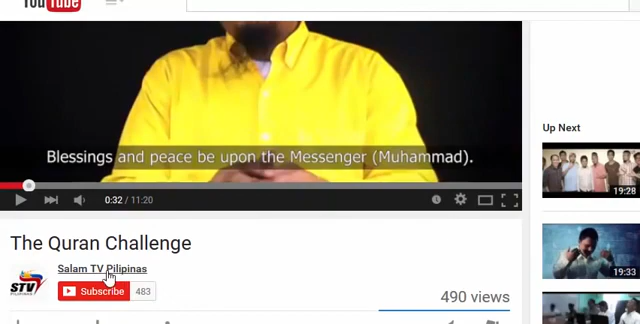 YouTube
Blessings and peace be upon the Messenger (Muhammad).
0:32 / 11:20
Up Next
19:28
The Quran Challenge
Salam TV Pilipinas
STV
PILIPINAS
Subscribe 483
490 views
19:33